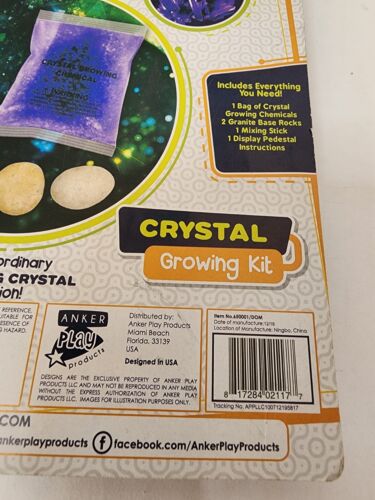 CRYSTAL GROWING
CHEMICAL
Includes Everything
You Need!
1 Bag of Crystal
Growing Chemicals
2 Granite Base Rocks
1 Mixing Stick
1 Display Pedestal
Instructions
CRYSTAL
Growing Kit
ordinary
G CRYSTAL
ion!
REFERENCE.
UITABLE FOR
ESENCE OF
G HAZARD.
ANKER
PLAY
products
Distributed by:
Anker Play Products
Miami Beach
Florida, 33139
USA
Designed in USA
DESIGNS ARE THE EXCLUSIVE PROPERTY OF ANKER PLAY
PRODUCTS LLC AND MAY NOT BE REPRODUCED IN ANY MEDIA
WITHOUT THE EXPRESS AUTHORIZATION OF ANKER PLAY
PRODUCTS LLC. IMAGES FOR ILLUSTRATION PURPOSES ONLY.
Item No.650001/DOM
Date of manufacture:12/19
Location of Manufacture: Ningbo, China
8 17284 02117 7
Tracking No. APPLLC100T12195817
.COM
ankerplayproducts
f facebook.com/AnkerPlayProducts